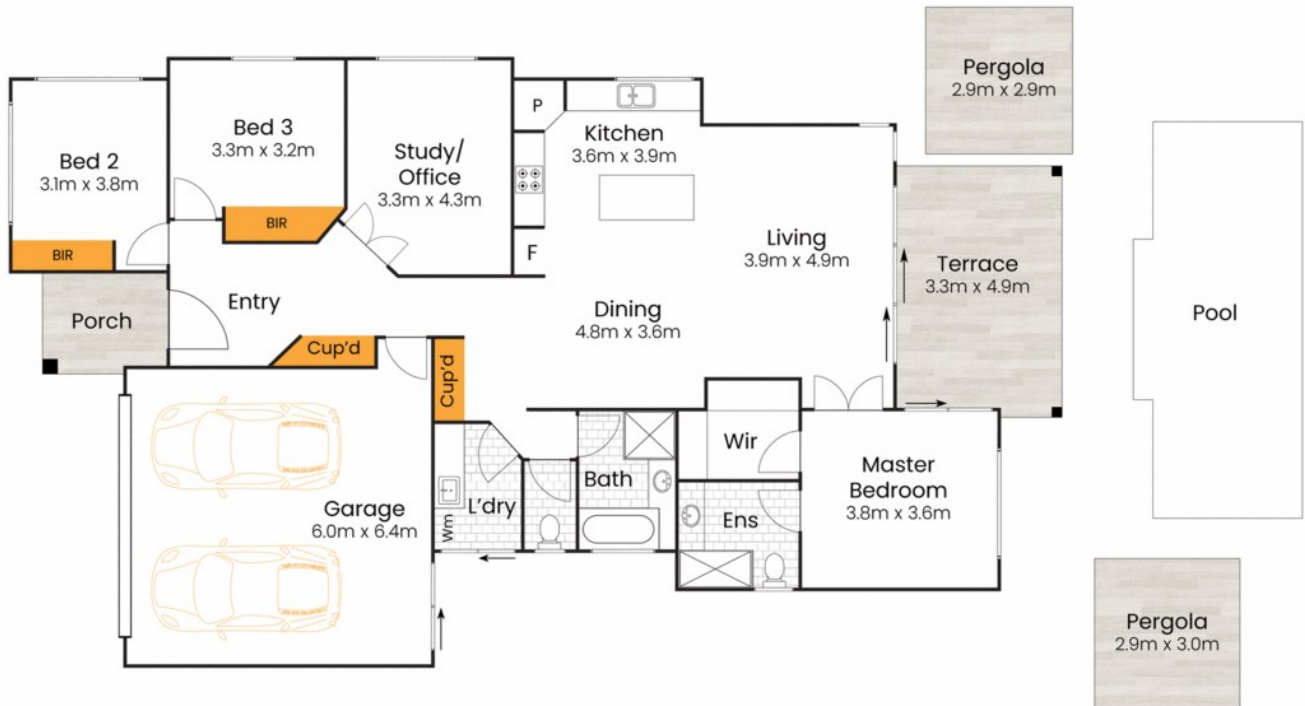 Pergola
2.9m x 2.9m
Bed 2
3.1m x 3.8m
BIR
Bed 3
3.3m x 3.2m
BIR
Study/
Office
3.3m x 4.3m
P
Kitchen
3.6m x 3.9m
F
Living
3.9m x 4.9m
Terrace
3.3m x 4.9m
Pool
Porch
Entry
Dining
4.8m x 3.6m
Cup'd
Cup'd
Garage
6.0m x 6.4m
L'dry
Wm
Bath
Wir
Ens
Master
Bedroom
3.8m x 3.6m
Pergola
2.9m x 3.0m